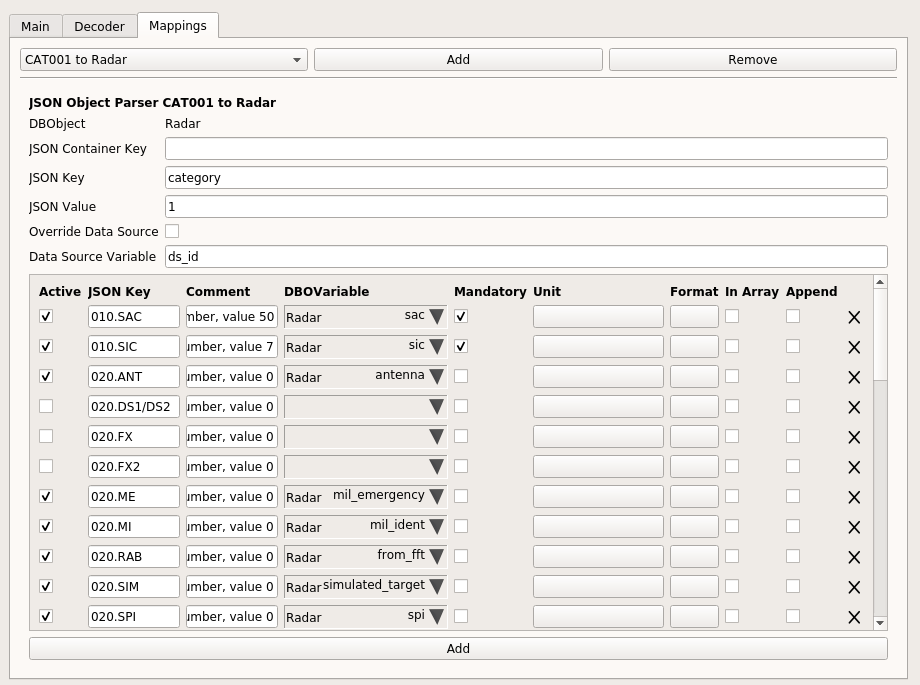 Main Decoder Mappings
CAT001 to Radar Add Remove
JSON Object Parser CAT001 to Radar
DBObject Radar
JSON Container Key
JSON Key category
JSON Value 1
Override Data Source
Data Source Variable ds_id
Active JSON Key Comment DBOVariable Mandatory Unit Format In Array Append
010.SAC mber, value 50 Radar sac
010.SIC umber, value 7 Radar sic
020.ANT umber, value 0 Radar antenna
020.DS1/DS2 umber, value 0
020.FX umber, value 0
020.FX2 umber, value 0
020.ME umber, value 0 Radar mil_emergency
020.MI umber, value 0 Radar mil_ident
020.RAB umber, value 0 Radar from_fft
020.SIM umber, value 0 Radar simulated_target
020.SPI umber, value 0 Radar spi
Add